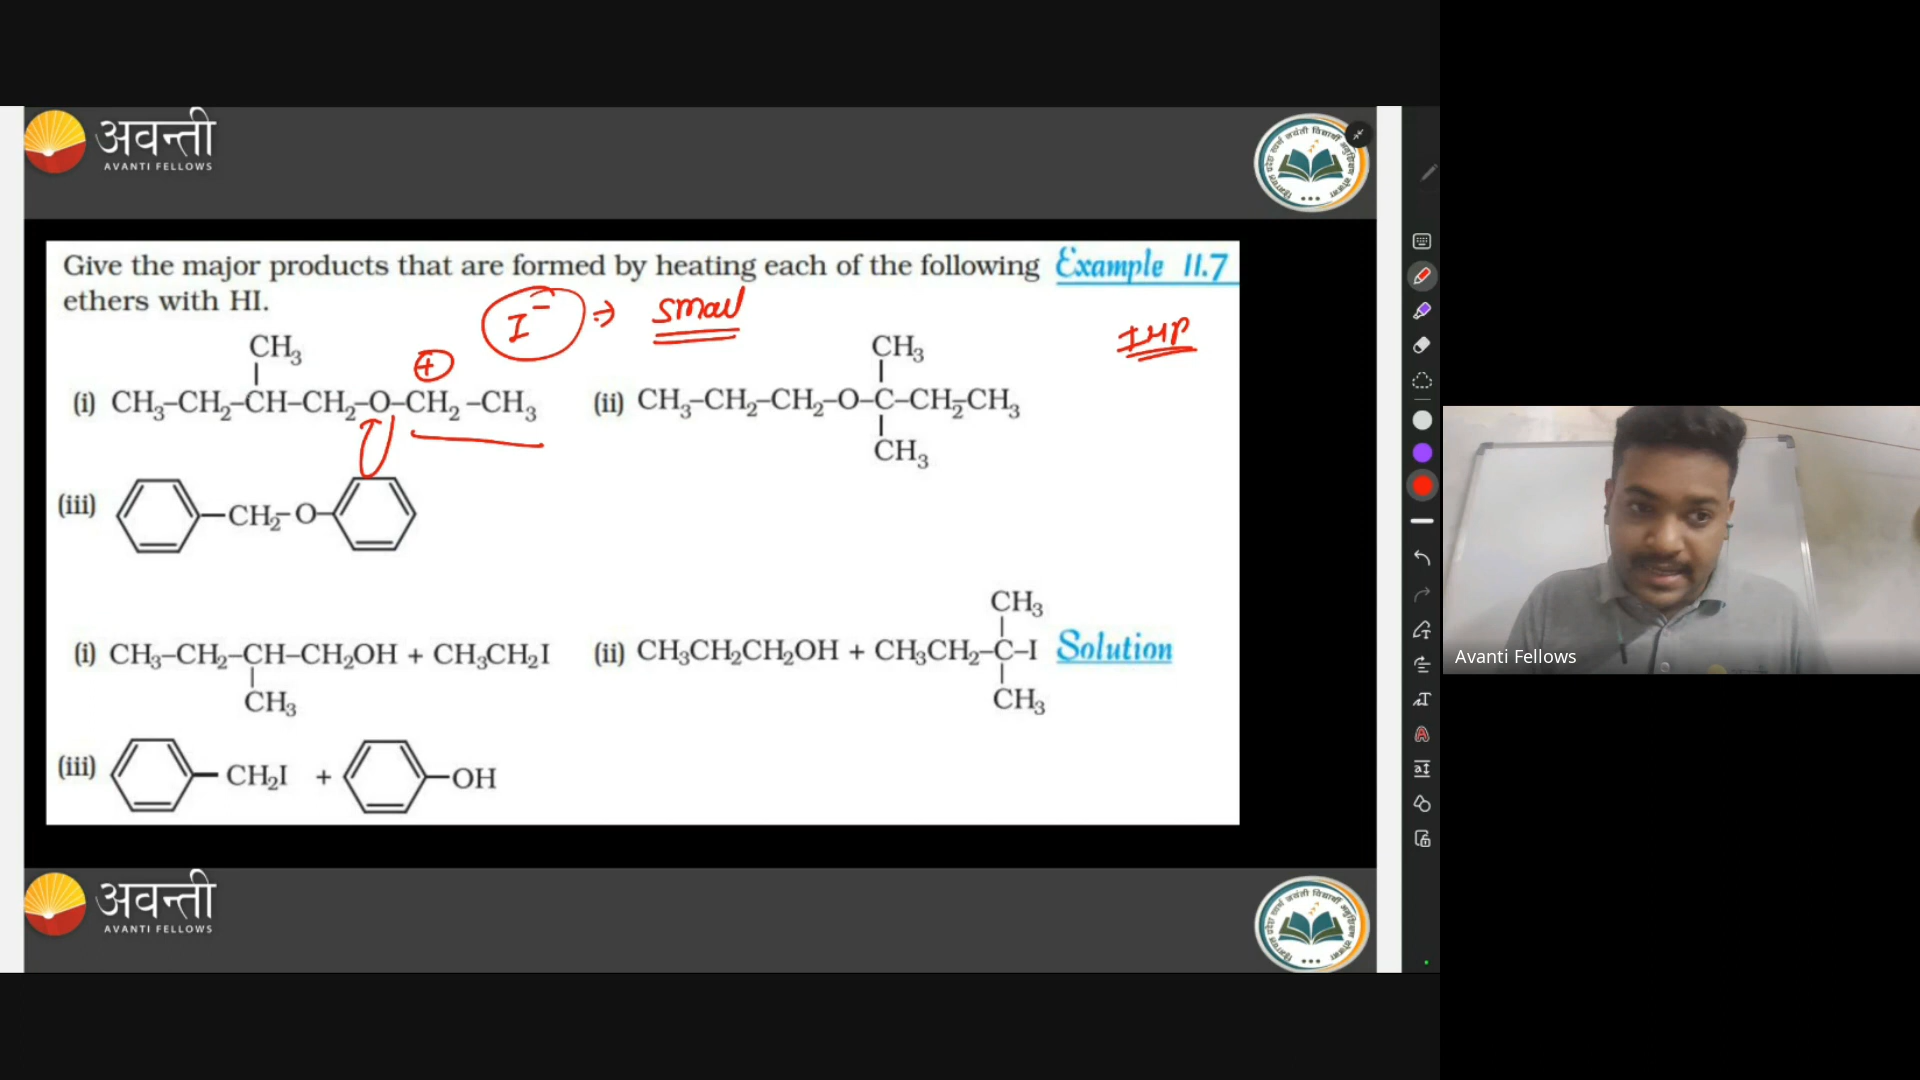 अवन्ती
AVANTI FELLOWS
Give the major products that are formed by heating each of the following Example 11.7
ethers with HI.
I⁻ → small
IMP
CH₃
(i) CH₃–CH₂–CH–CH₂–O–CH₂–CH₃
⊕
CH₃
(ii) CH₃–CH₂–CH₂–O–C–CH₂–CH₃
CH₃
(iii) –CH₂–O–
(i) CH₃–CH₂–CH–CH₂OH + CH₃CH₂I
CH₃
CH₃
(ii) CH₃CH₂CH₂OH + CH₃CH₂–C–I Solution
CH₃
(iii) –CH₂I + –OH
Avanti Fellows
अवन्ती
AVANTI FELLOWS